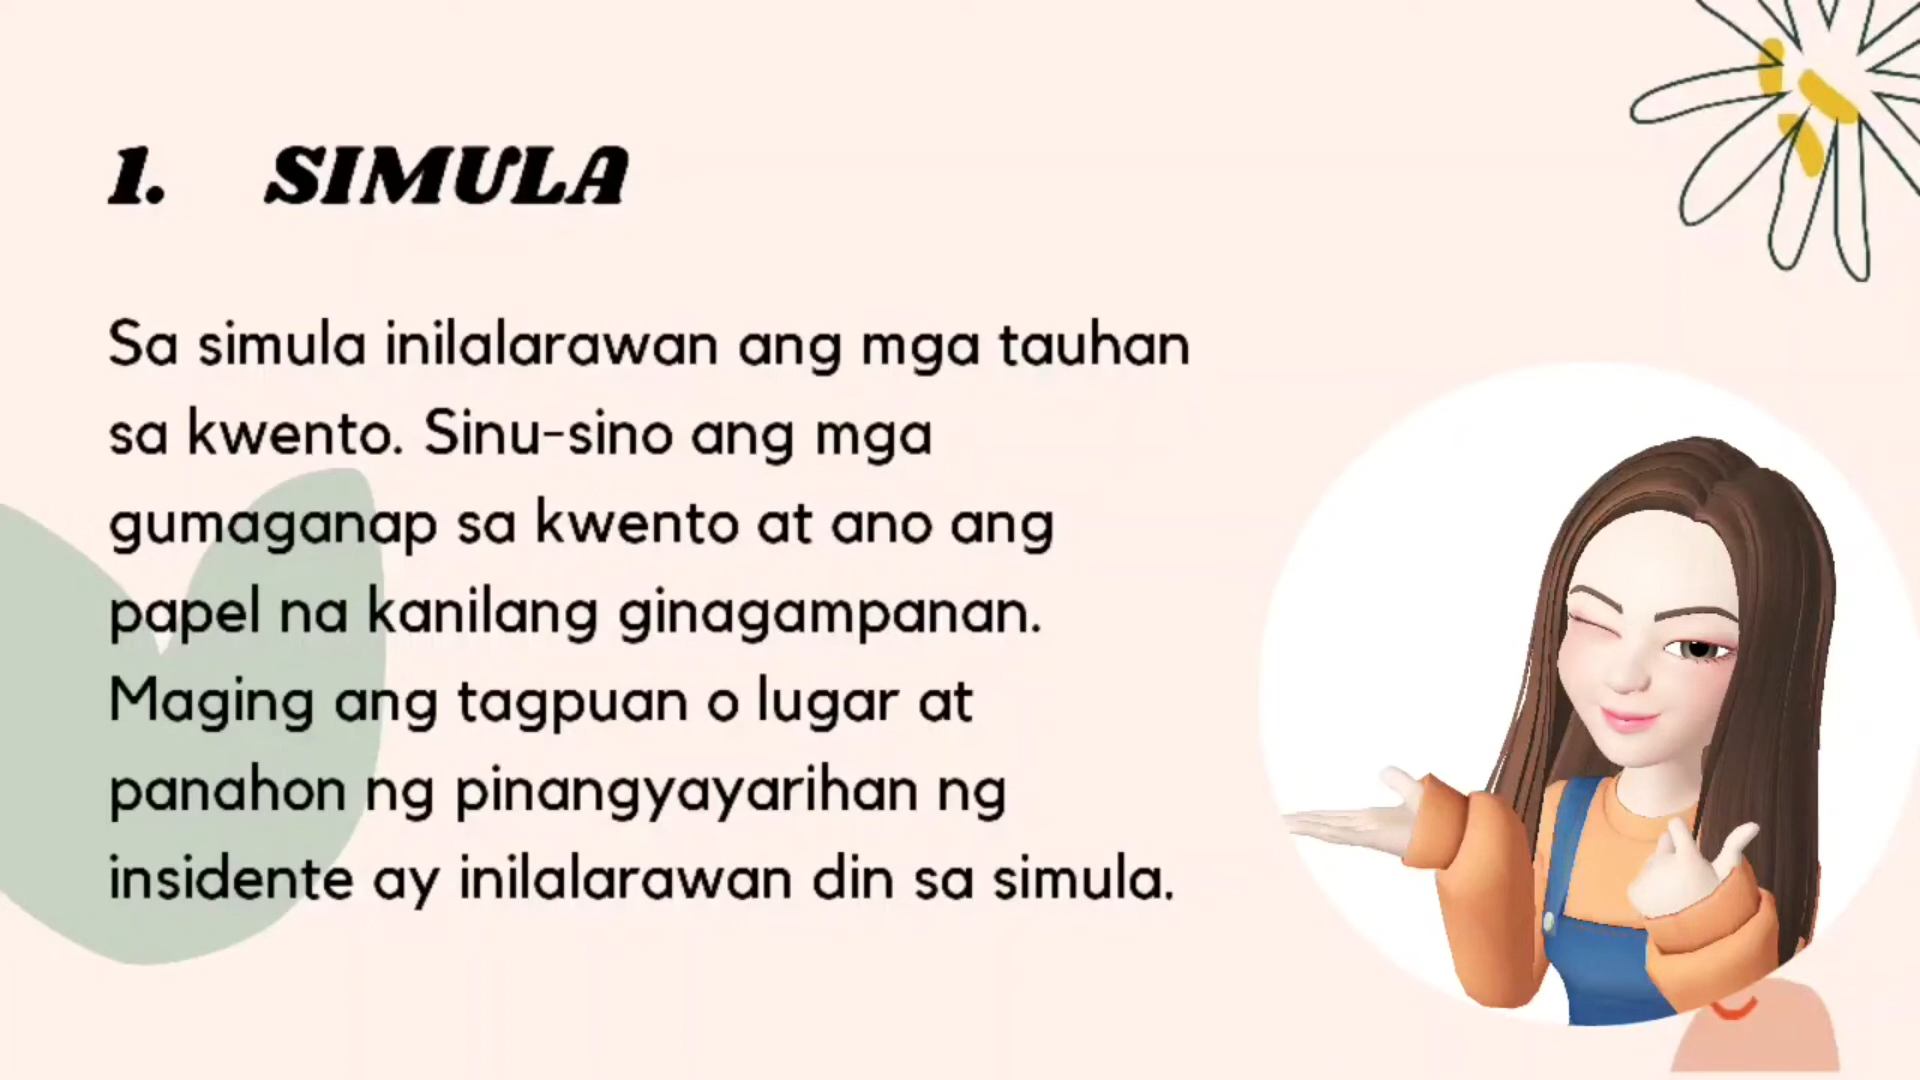 1. SIMULA
Sa simula inilalarawan ang mga tauhan
sa kwento. Sinu-sino ang mga
gumaganap sa kwento at ano ang
papel na kanilang ginagampanan.
Maging ang tagpuan o lugar at
panahon ng pinangyayarihan ng
insidente ay inilalarawan din sa simula.